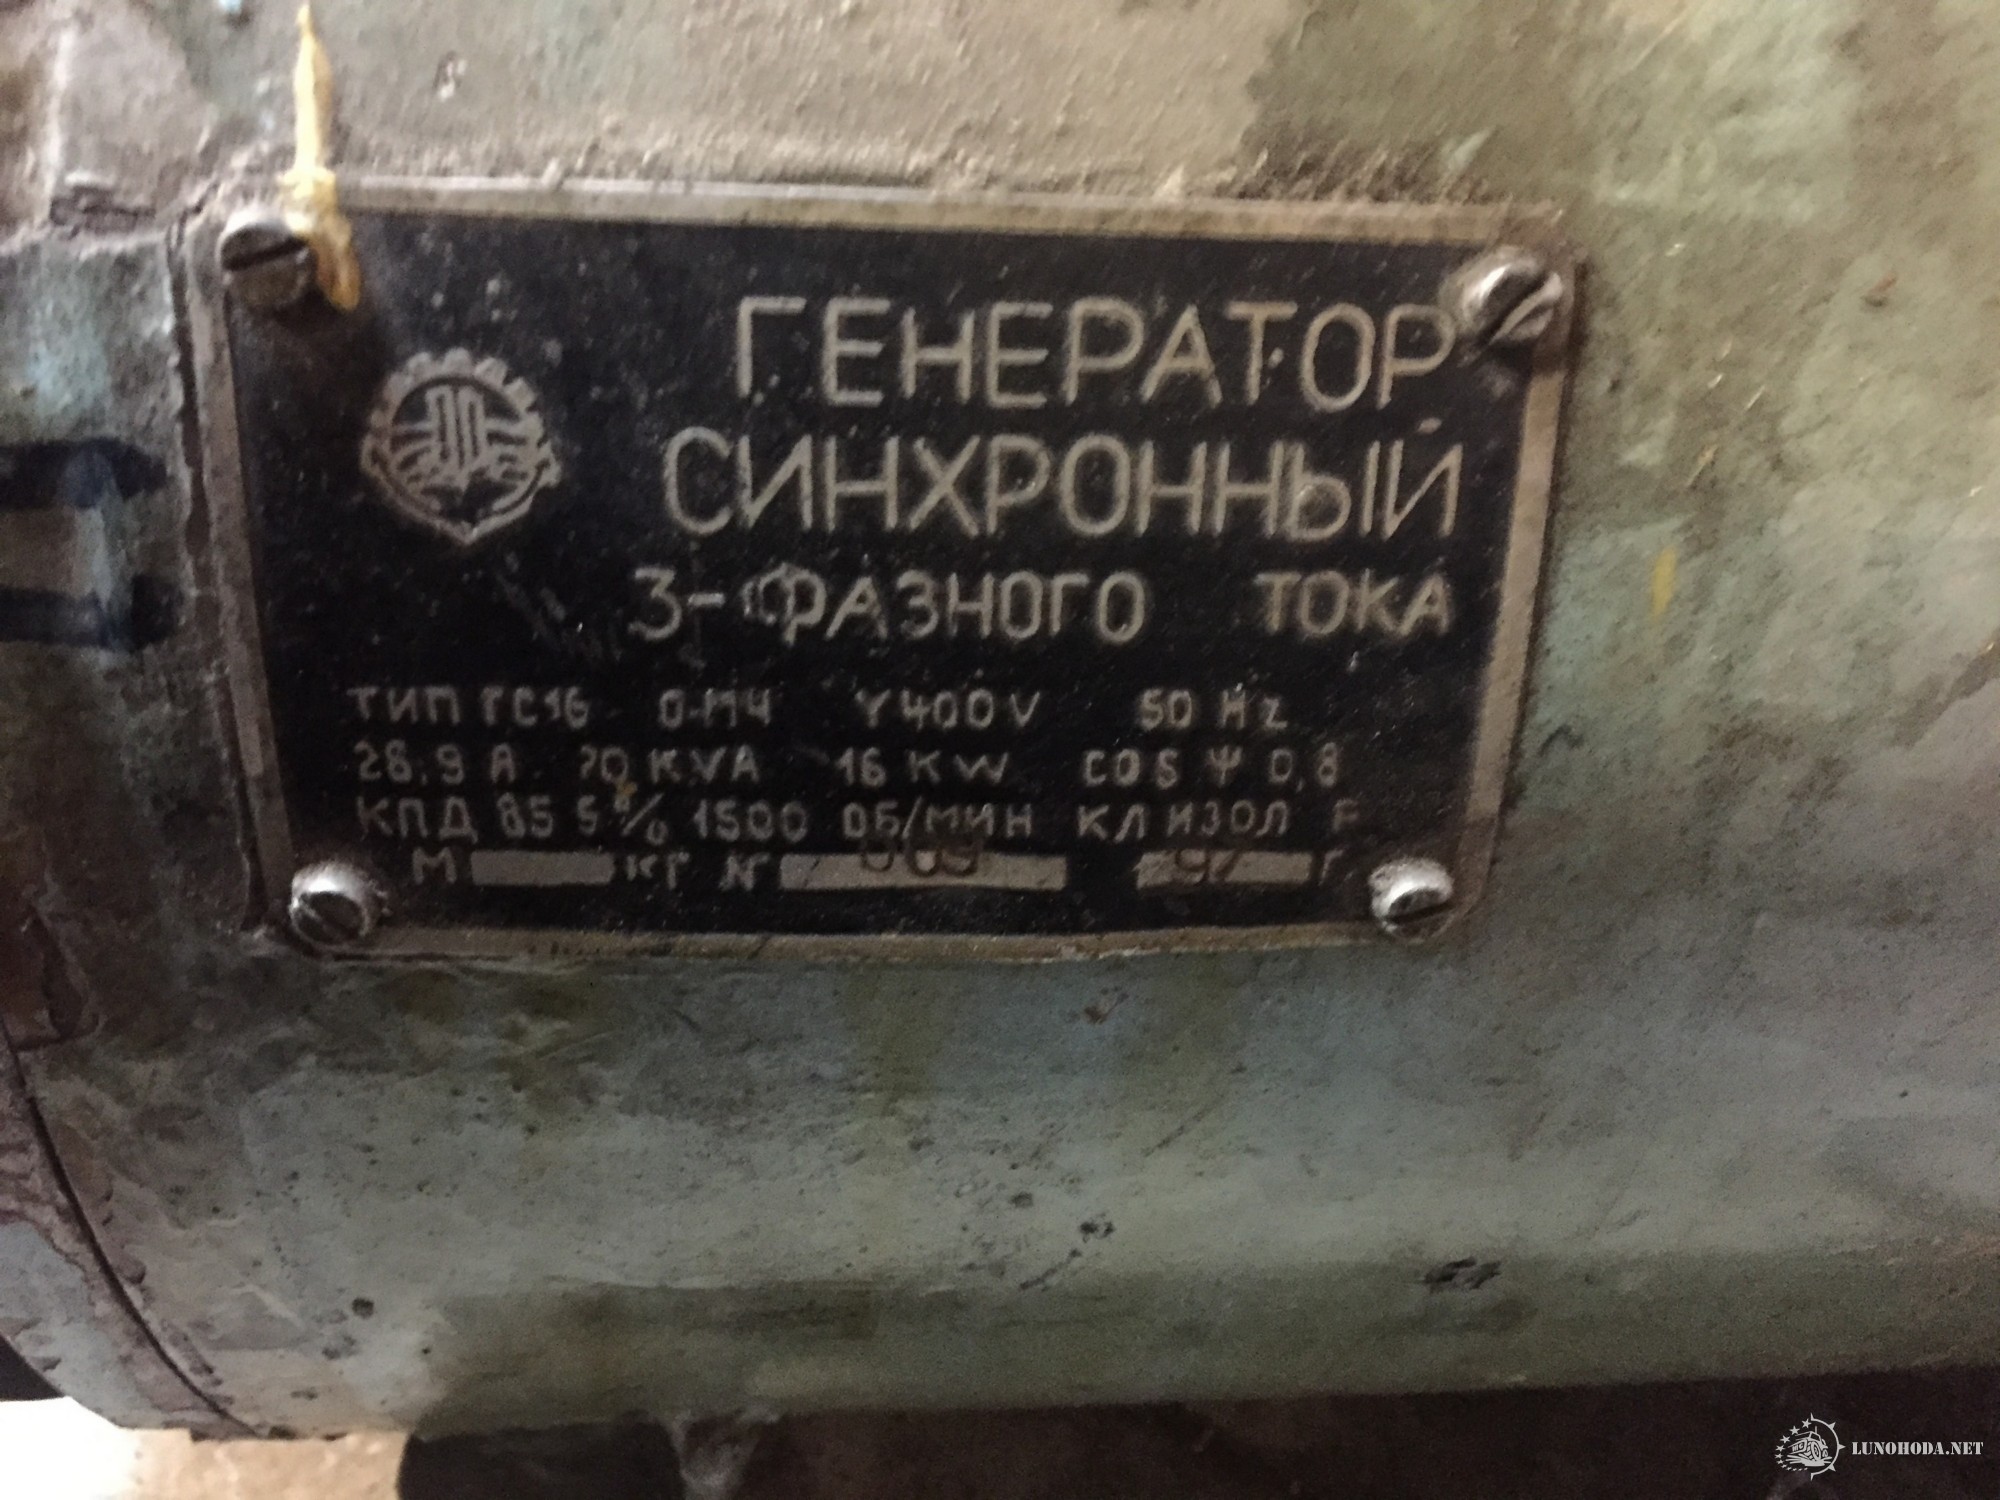 ГЕНЕРАТОР
СИНХРОННЫЙ
3-ФАЗНОГО ТОКА
ТИП ГС16 О-М4 Y400V 50 Hz
28,9 А 20 KVA 16 KW COS Ψ 0,8
КПД 85 5% 1500 ОБ/МИН КЛ ИЗОЛ F
М кГ № 97 Г
LUNOHODA.NET